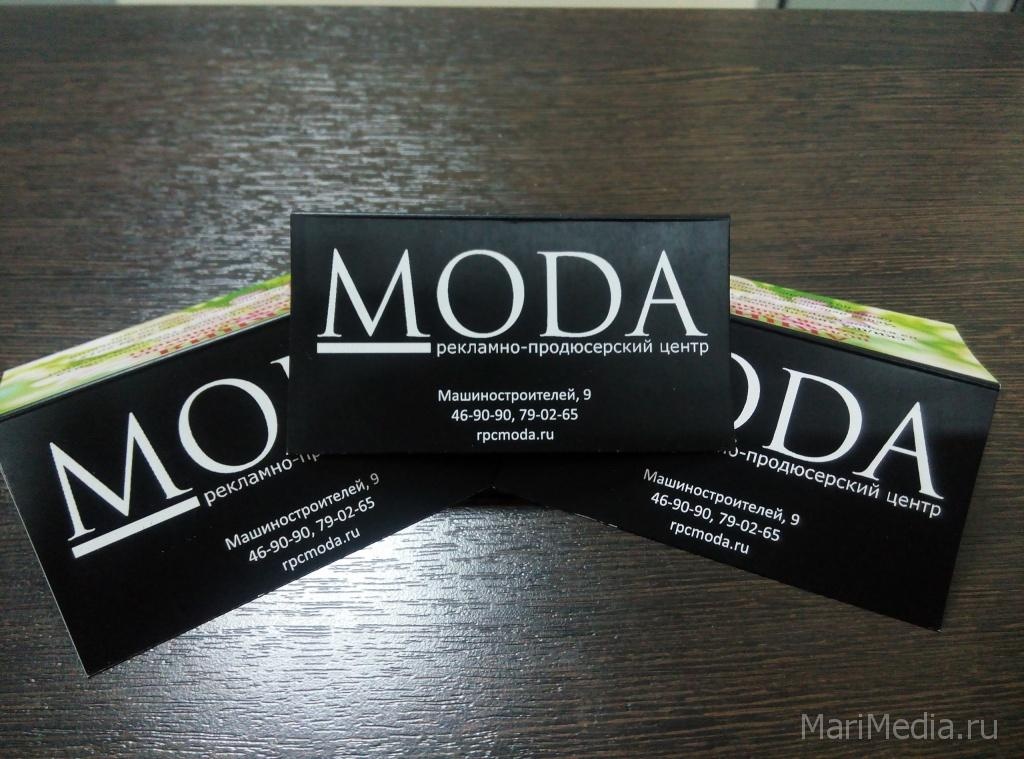 MODA
рекламно-продюсерский центр
Машиностроителей, 9
46-90-90, 79-02-65
rpcmoda.ru
MO
рекламно-пр
Машиностроителей, 9
46-90-90, 79-02-65
rpcmoda.ru
ODA
но-продюсерский центр
Машиностроителей, 9
46-90-90, 79-02-65
rpcmoda.ru
MariMedia.ru